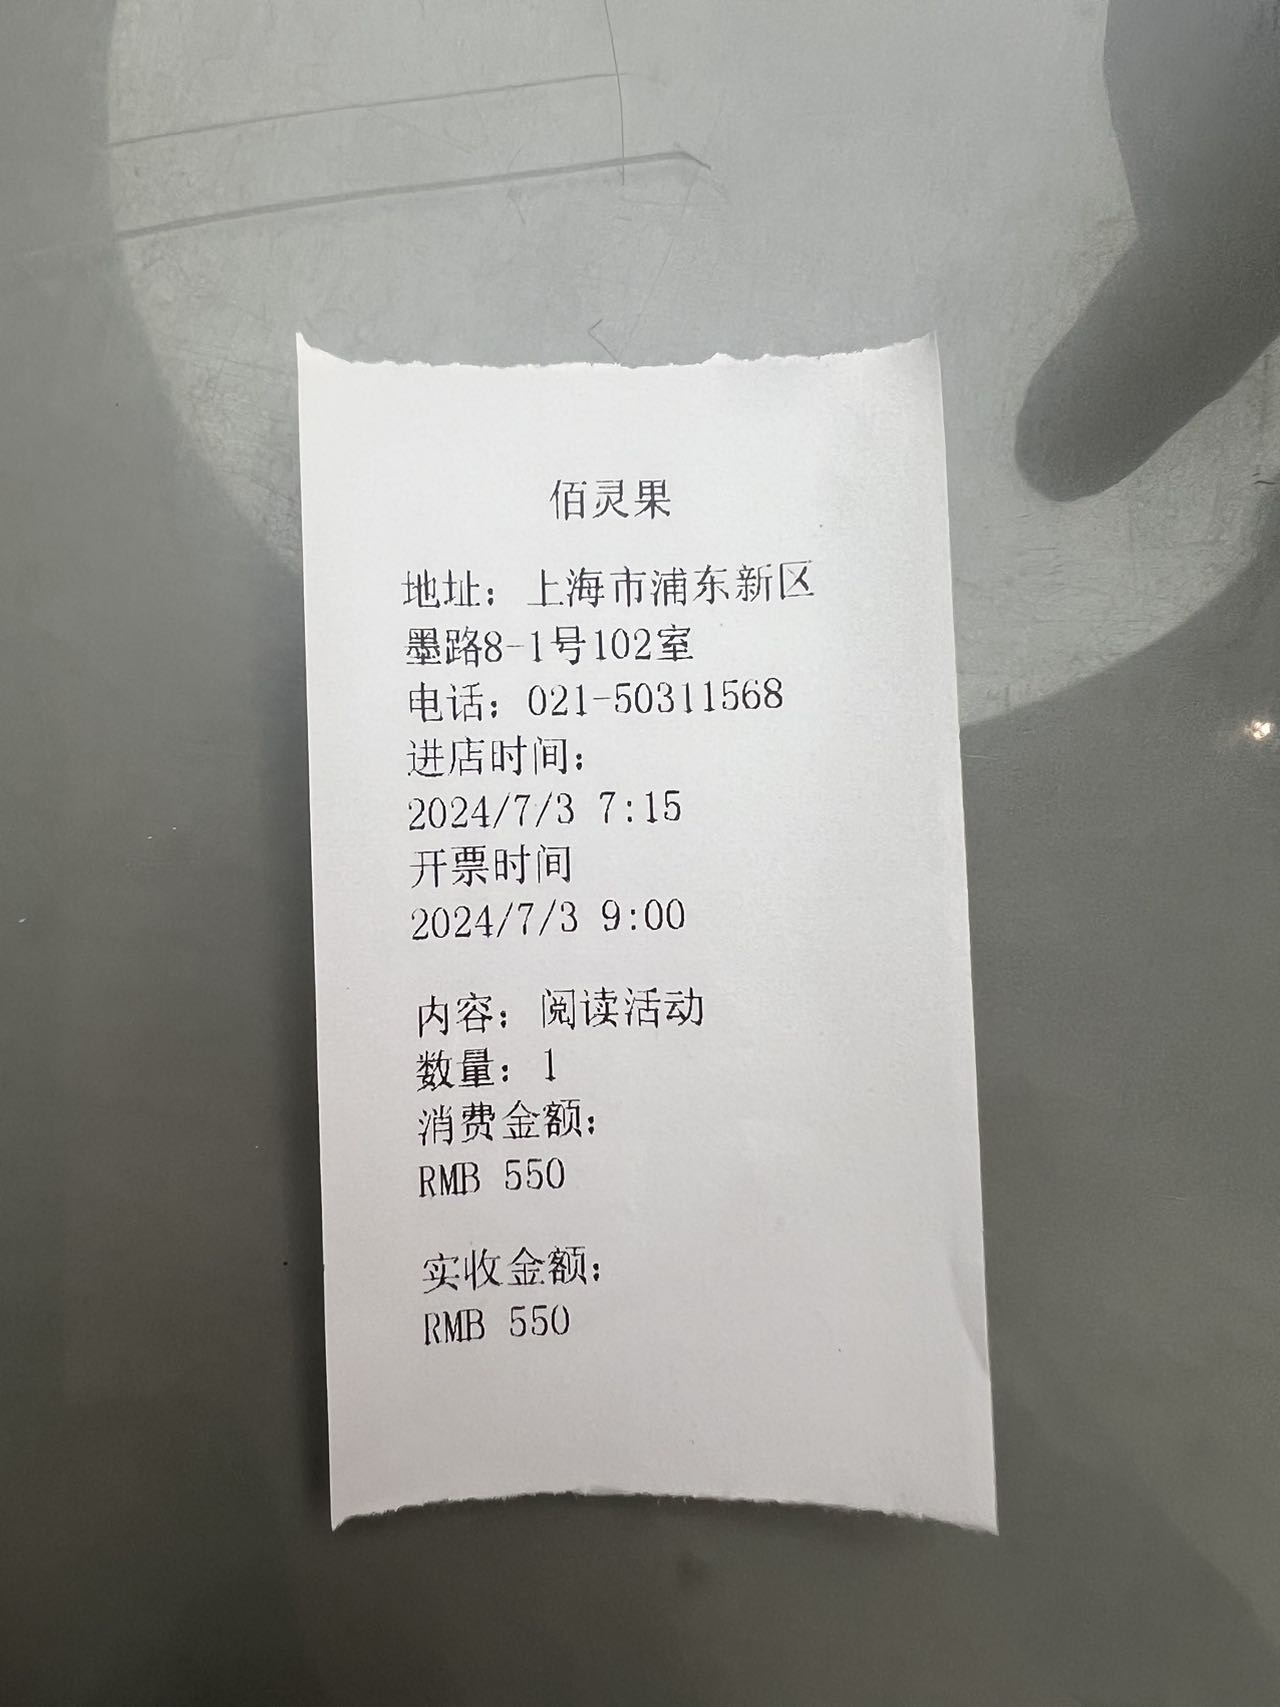 佰灵果
地址：上海市浦东新区
墨路8-1号102室
电话：021-50311568
进店时间：
2024/7/3 7:15
开票时间
2024/7/3 9:00
内容：阅读活动
数量：1
消费金额：
RMB 550
实收金额：
RMB 550